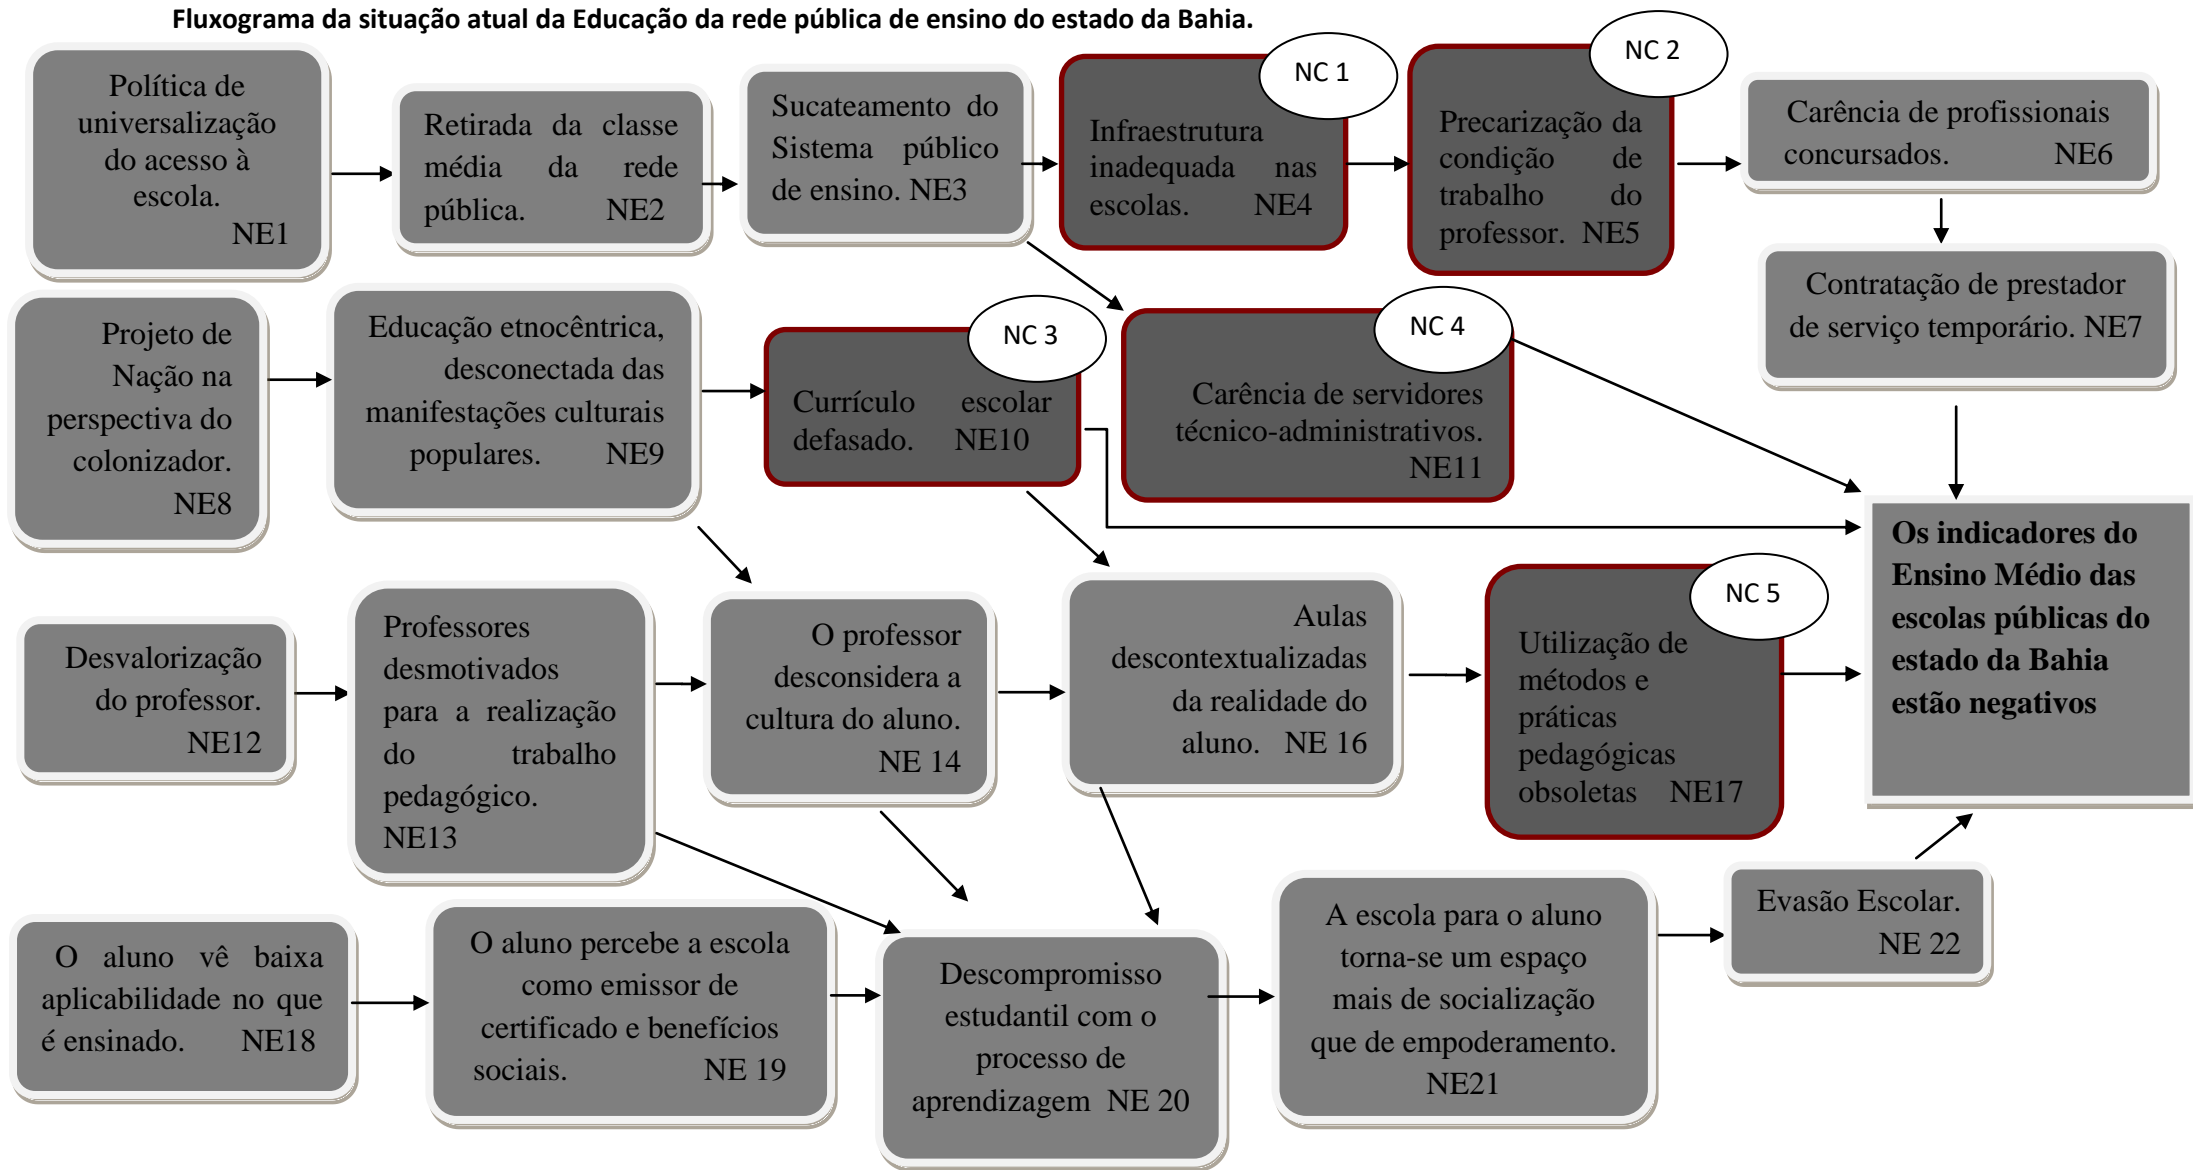 Fluxograma da situação atual da Educação da rede pública de ensino do estado da Bahia.
Política de
universalização
do acesso à
escola.
NE1
Retirada da classe
média da rede
pública. NE2
Sucateamento do
Sistema público
de ensino. NE3
NC 1
Infraestrutura
inadequada nas
escolas. NE4
NC 2
Precarização da
condição de
trabalho do
professor. NE5
Carência de profissionais
concursados. NE6
Contratação de prestador
de serviço temporário. NE7
Projeto de
Nação na
perspectiva do
colonizador.
NE8
Educação etnocêntrica,
desconectada das
manifestações culturais
populares. NE9
NC 3
Currículo escolar
defasado. NE10
NC 4
Carência de servidores
técnico-administrativos.
NE11
Os indicadores do
Ensino Médio das
escolas públicas do
estado da Bahia
estão negativos
Desvalorização
do professor.
NE12
Professores
desmotivados
para a realização
do trabalho
pedagógico.
NE13
O professor
desconsidera a
cultura do aluno.
NE 14
Aulas
descontextualizadas
da realidade do
aluno. NE 16
NC 5
Utilização de
métodos e
práticas
pedagógicas
obsoletas NE17
O aluno vê baixa
aplicabilidade no que
é ensinado. NE18
O aluno percebe a escola
como emissor de
certificado e benefícios
sociais. NE 19
Descompromisso
estudantil com o
processo de
aprendizagem NE 20
A escola para o aluno
torna-se um espaço
mais de socialização
que de empoderamento.
NE21
Evasão Escolar.
NE 22